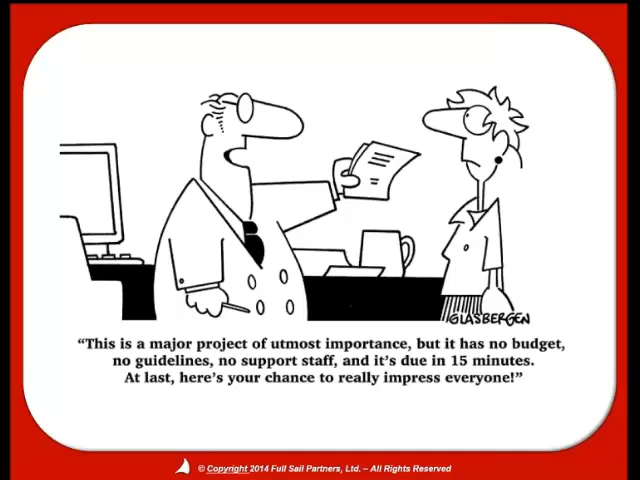 GLASBERGEN
“This is a major project of utmost importance, but it has no budget,
no guidelines, no support staff, and it’s due in 15 minutes.
At last, here’s your chance to really impress everyone!”
© Copyright 2014 Full Sail Partners, Ltd. – All Rights Reserved